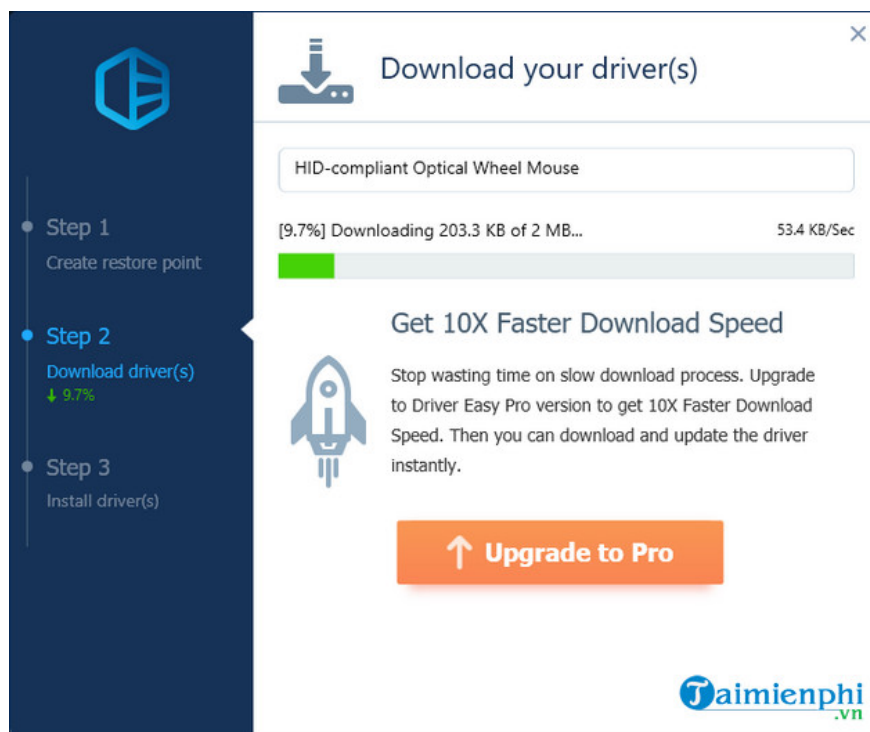 Download your driver(s)
HID-compliant Optical Wheel Mouse
Step 1
Create restore point
[9.7%] Downloading 203.3 KB of 2 MB...
53.4 KB/Sec
Step 2
Download driver(s)
↓ 9.7%
Step 3
Install driver(s)
Get 10X Faster Download Speed
Stop wasting time on slow download process. Upgrade
to Driver Easy Pro version to get 10X Faster Download
Speed. Then you can download and update the driver
instantly.
Upgrade to Pro
Taimienphi
.vn